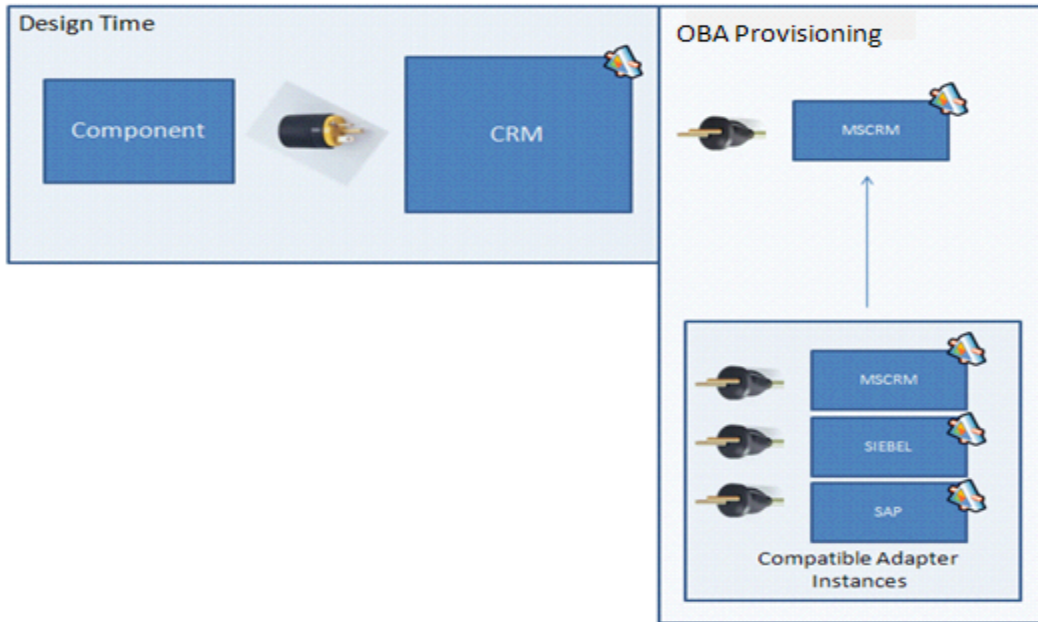 Design Time
Component
CRM
OBA Provisioning
MSCRM
MSCRM
SIEBEL
SAP
Compatible Adapter
Instances